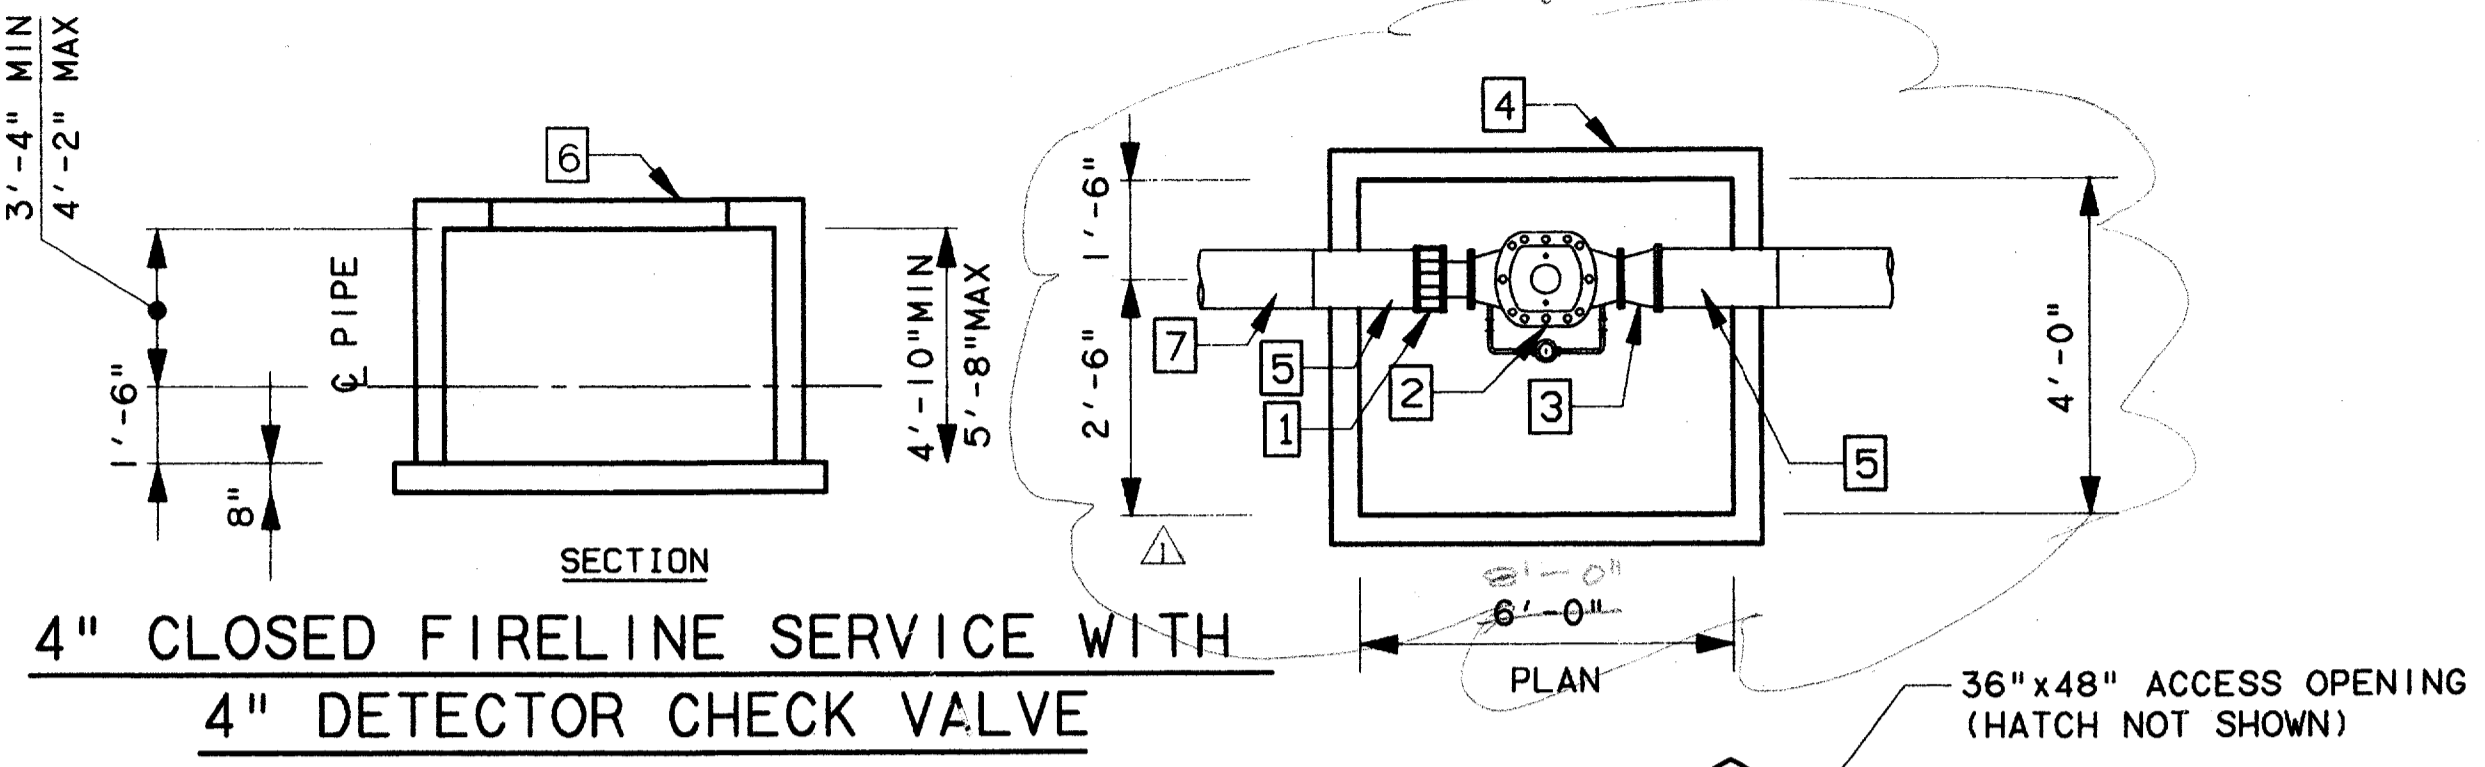 3'-4" MIN
4'-2" MAX
6
℄ PIPE
4'-10"MIN
5'-8"MAX
1'-6"
8"
SECTION
4" CLOSED FIRELINE SERVICE WITH
4" DETECTOR CHECK VALVE
4
1'-6"
2'-6"
7
5
1
2
3
5
4'-0"
1
8'-0"
6'-0"
PLAN
36"x48" ACCESS OPENING
(HATCH NOT SHOWN)